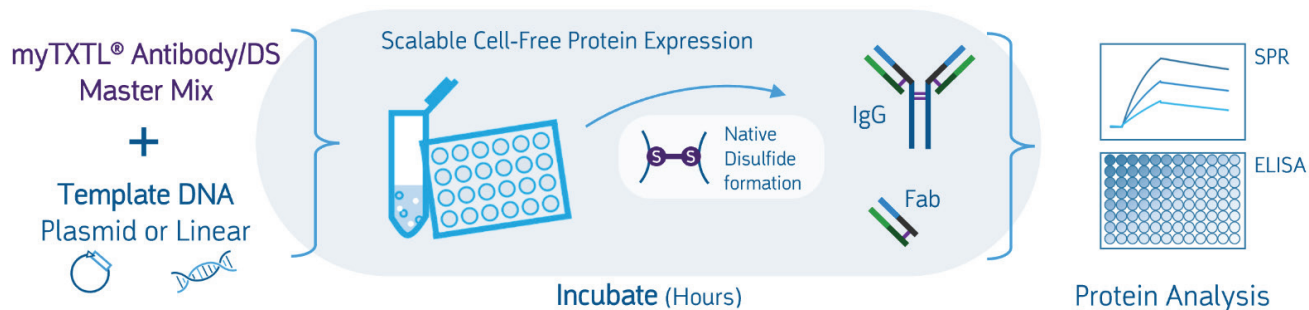 myTXTL® Antibody/DS
Master Mix
+
Template DNA
Plasmid or Linear
Scalable Cell-Free Protein Expression
S S
Native
Disulfide
formation
IgG
Fab
Incubate (Hours)
SPR
ELISA
Protein Analysis